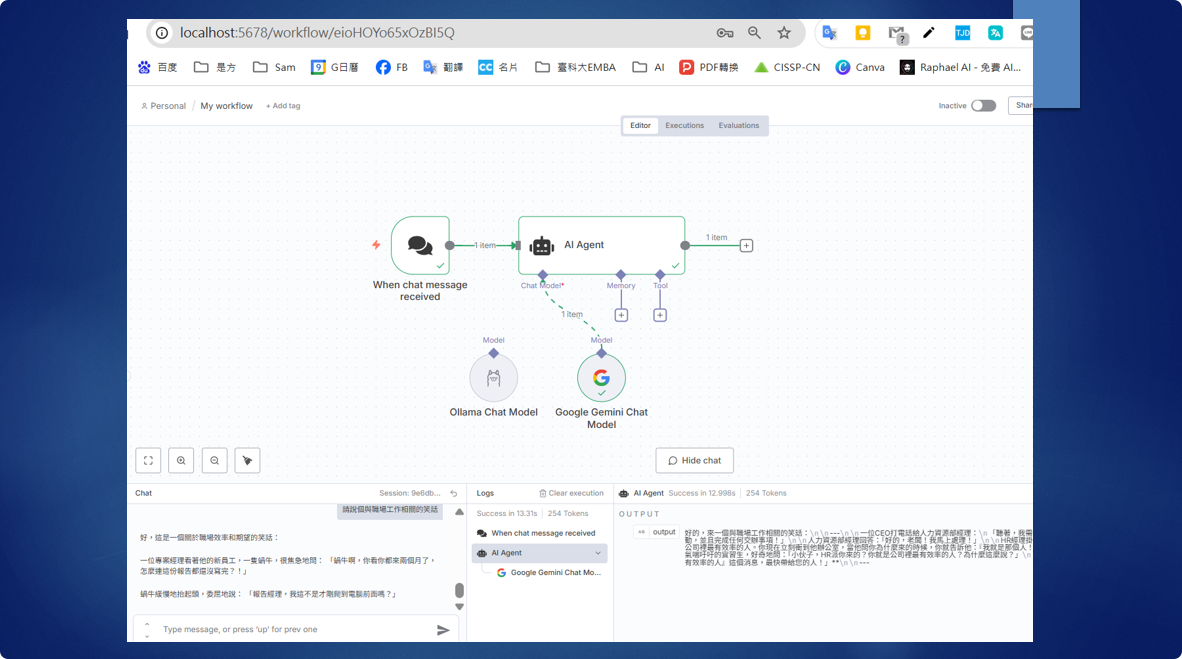 localhost:5678/workflow/eioHOYo65xOzBI5Q
百度 是方 Sam G日曆 FB 翻譯 名片 臺科大EMBA AI PDF轉換 CISSP-CN Canva Raphael AI - 免費 AI...
Personal / My workflow + Add tag
Inactive
Editor Executions Evaluations
1 item
AI Agent
1 item
When chat message
received
Chat Model*
Memory
Tool
1 item
Model
Model
Ollama Chat Model
Google Gemini Chat
Model
Hide chat
Chat
Session: 9e6db...
請說個與職場工作相關的笑話
好，這是一個關於職場效率和期望的笑話：
一位專案經理看著他的新員工，一隻蝸牛，很焦急地問：「蝸牛啊，你看你都來兩個月了，
怎麼連這份報告都還沒寫完？！」
蝸牛緩慢地抬起頭，委屈地說：「報告經理，我這不是才剛爬到電腦前面嗎？」
Type message, or press 'up' for prev one
Logs
Clear execution
Success in 13.31s 254 Tokens
When chat message received
AI Agent
Google Gemini Chat Mo...
AI Agent Success in 12.998s 254 Tokens
OUTPUT
output
好的，來一個與職場工作相關的笑話：\n\n---\n\n一位CEO打電話給人力資源部經理：\n「聽著，我需
動，並且完成任何交辦事項！」\n\n人力資源部經理回答：「好的，老闆！我馬上處理！」\n\nHR經理掛
公司裡最有效率的人。你現在立刻衝到他辦公室，當他問你為什麼來的時候，你就告訴他：『我就是那個人！
氣喘吁吁的資習生，好奇地問：「小伙子，HR派你來的？你就是公司裡最有效率的人？為什麼這麼說？」\n
有效率的人』這個消息，最快帶給您的人！」**\n\n---